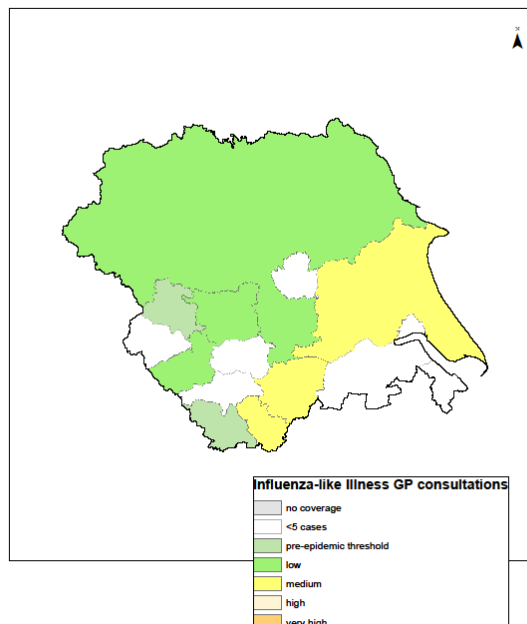 Influenza-like Illness GP consultations
no coverage
<5 cases
pre-epidemic threshold
low
medium
high
very high